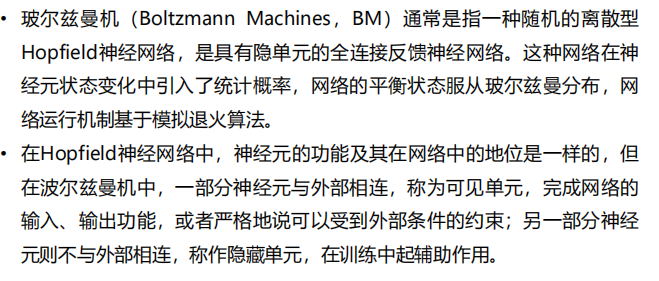 • 玻尔兹曼机（Boltzmann Machines，BM）通常是指一种随机的离散型
Hopfield神经网络，是具有隐单元的全连接反馈神经网络。这种网络在神
经元状态变化中引入了统计概率，网络的平衡状态服从玻尔兹曼分布，网
络运行机制基于模拟退火算法。
• 在Hopfield神经网络中，神经元的功能及其在网络中的地位是一样的，但
在波尔兹曼机中，一部分神经元与外部相连，称为可见单元，完成网络的
输入、输出功能，或者严格地说可以受到外部条件的约束；另一部分神经
元则不与外部相连，称作隐藏单元，在训练中起辅助作用。